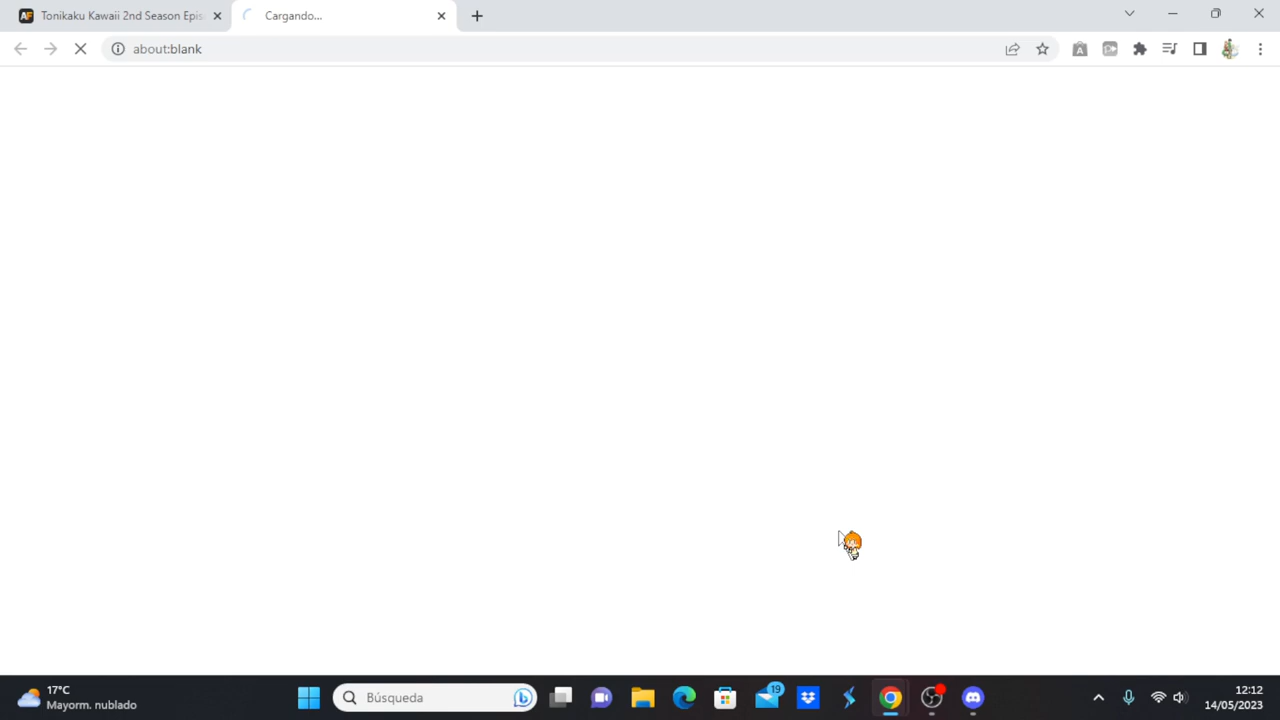 Tonikaku Kawaii 2nd Season Epis
Cargando...
about:blank
17°C
Mayorm. nublado
Búsqueda
19
12:12
14/05/2023